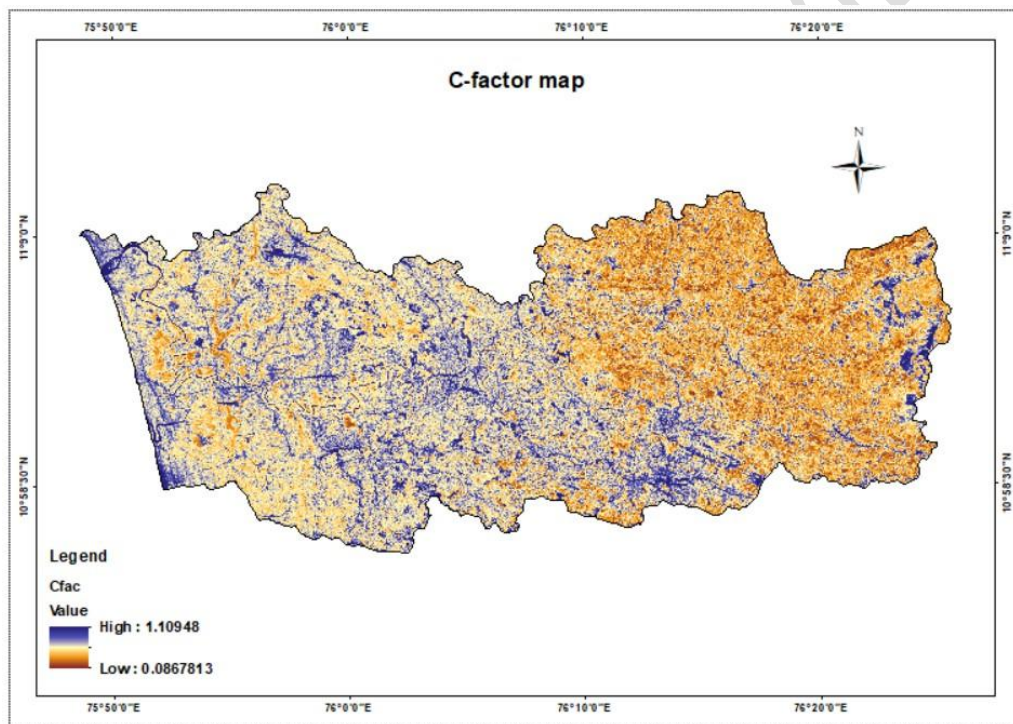 75°50'0"E 76°0'0"E 76°10'0"E 76°20'0"E
C-factor map
N
11°9'0"N 11°9'0"N
10°58'0"N 10°58'0"N
Legend
Cfac
Value
High : 1.10948
Low : 0.0867813
75°50'0"E 76°0'0"E 76°10'0"E 76°20'0"E